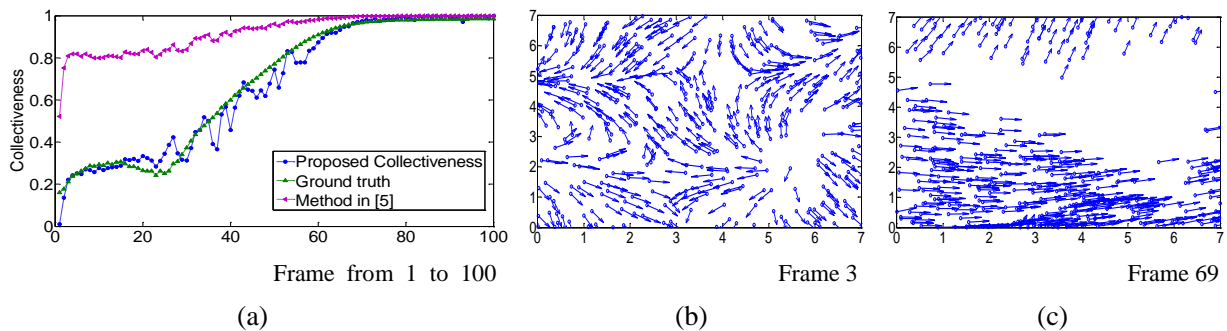 1
0.8
0.6
0.4
0.2
0
Collectiveness
Proposed Collectiveness
Ground truth
Method in [5]
0 20 40 60 80 100
Frame from 1 to 100
(a)
7
6
5
4
3
2
1
0
0 1 2 3 4 5 6 7
Frame 3
(b)
7
6
5
4
3
2
1
0
0 1 2 3 4 5 6 7
Frame 69
(c)